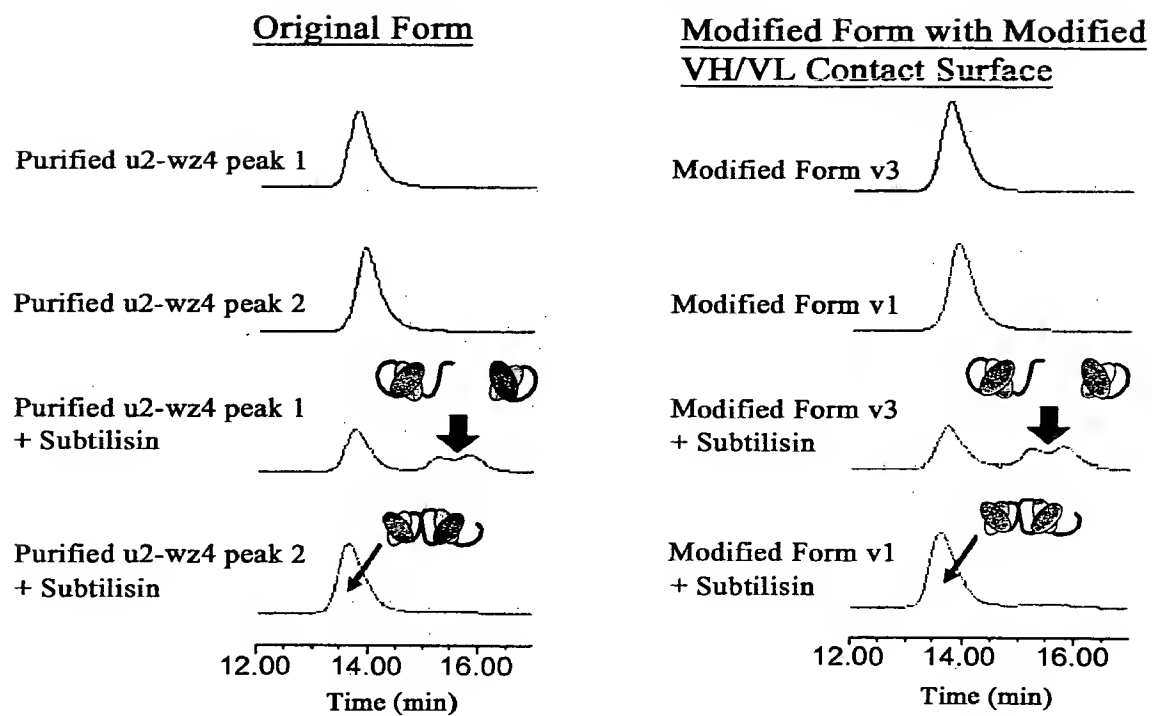 Original Form
Purified u2-wz4 peak 1
Purified u2-wz4 peak 2
Purified u2-wz4 peak 1
+ Subtilisin
Purified u2-wz4 peak 2
+ Subtilisin
12.00 14.00 16.00
Time (min)
Modified Form with Modified
VH/VL Contact Surface
Modified Form v3
Modified Form v1
Modified Form v3
+ Subtilisin
Modified Form v1
+ Subtilisin
12.00 14.00 16.00
Time (min)